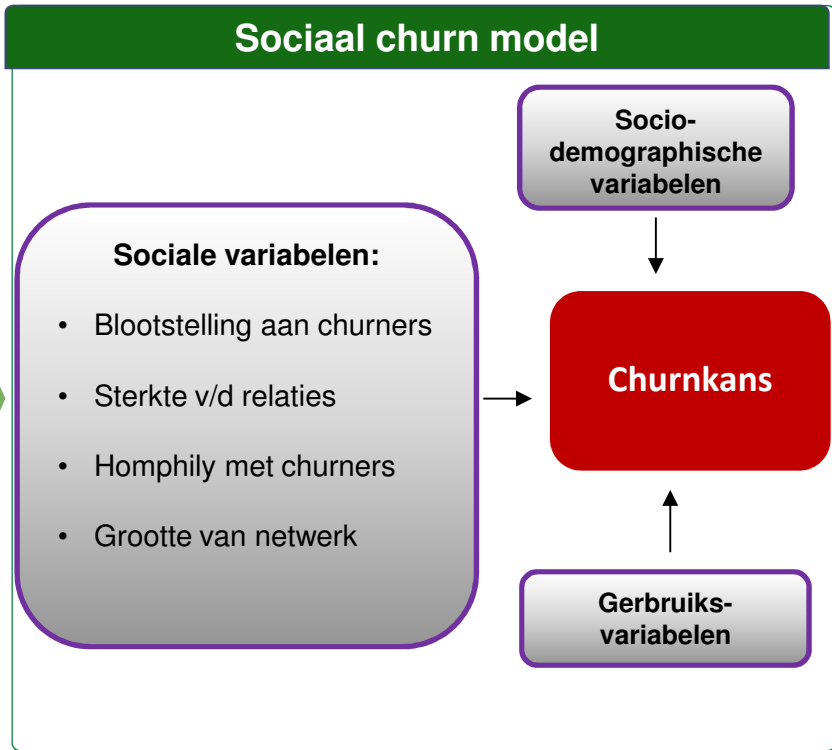 Sociaal churn model
Socio-
demographische
variabelen
Sociale variabelen:
• Blootstelling aan churners
• Sterkte v/d relaties
• Homphily met churners
• Grootte van netwerk
Churnkans
Gerbruiks-
variabelen